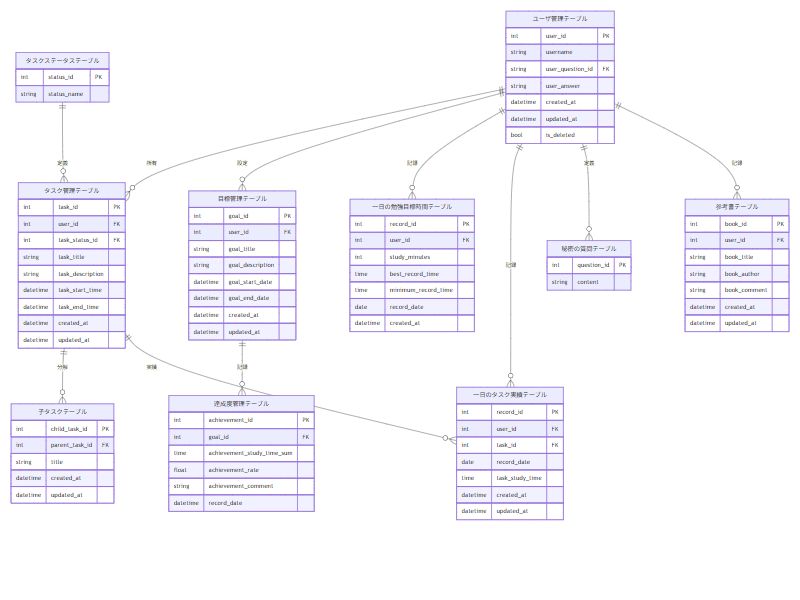 ユーザ管理テーブル
int user_id PK
string username
string user_question_id FK
string user_answer
datetime created_at
datetime updated_at
bool is_deleted
タスクステータステーブル
int status_id PK
string status_name
定義
所有
設定
記録
定義
記録
タスク管理テーブル
int task_id PK
int user_id FK
int task_status_id FK
string task_title
string task_description
datetime task_start_time
datetime task_end_time
datetime created_at
datetime updated_at
目標管理テーブル
int goal_id PK
int user_id FK
string goal_title
string goal_description
datetime goal_start_date
datetime goal_end_date
datetime created_at
datetime updated_at
一日の勉強目標時間テーブル
int record_id PK
int user_id FK
int study_minutes
time best_record_time
time minimum_record_time
date record_date
datetime created_at
秘密の質問テーブル
int question_id PK
string content
参考書テーブル
int book_id PK
int user_id FK
string book_title
string book_author
string book_comment
datetime created_at
datetime updated_at
記録
分解
実績
記録
子タスクテーブル
int child_task_id PK
int parent_task_id FK
string title
datetime created_at
datetime updated_at
達成度管理テーブル
int achievement_id PK
int goal_id FK
time achievement_study_time_sum
float achievement_rate
string achievement_comment
datetime record_date
一日のタスク実績テーブル
int record_id PK
int user_id FK
int task_id FK
date record_date
time task_study_time
datetime created_at
datetime updated_at